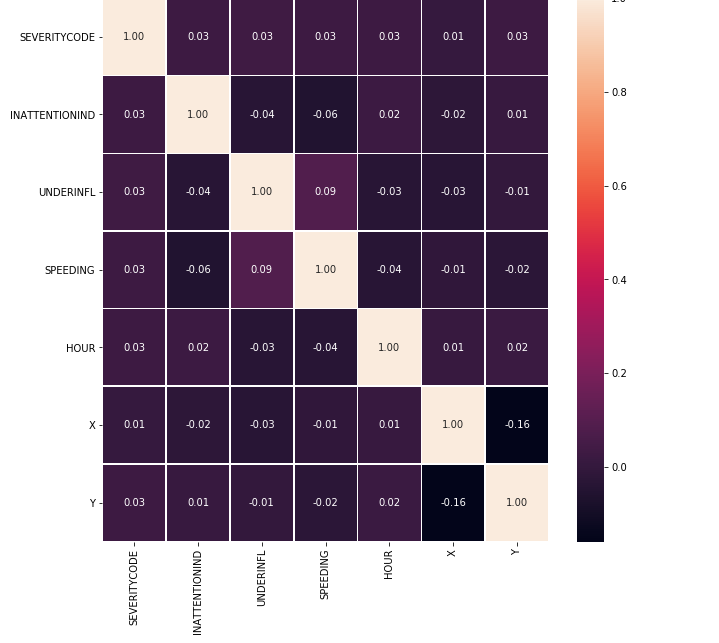 1.0
SEVERITYCODE 1.00 0.03 0.03 0.03 0.03 0.01 0.03
0.8
INATTENTIONIND 0.03 1.00 -0.04 -0.06 0.02 -0.02 0.01
UNDERINFL 0.03 -0.04 1.00 0.09 -0.03 -0.03 -0.01
0.6
SPEEDING 0.03 -0.06 0.09 1.00 -0.04 -0.01 -0.02
0.4
HOUR 0.03 0.02 -0.03 -0.04 1.00 0.01 0.02
0.2
X 0.01 -0.02 -0.03 -0.01 0.01 1.00 -0.16
0.0
Y 0.03 0.01 -0.01 -0.02 0.02 -0.16 1.00
SEVERITYCODE
INATTENTIONIND
UNDERINFL
SPEEDING
HOUR
X
Y